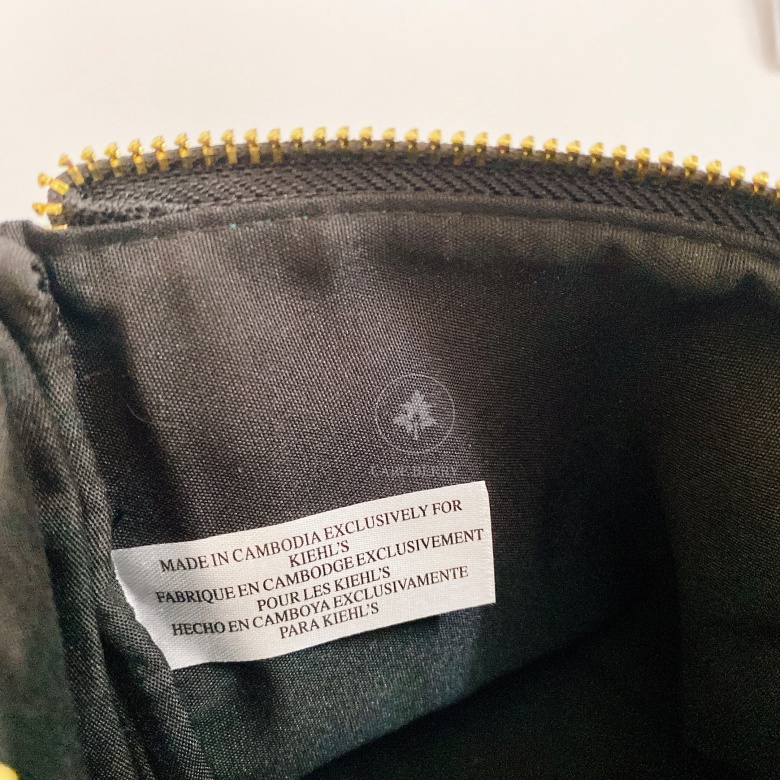 MADE IN CAMBODIA EXCLUSIVELY FOR
KIEHL'S
FABRIQUE EN CAMBODGE EXCLUSIVEMENT
POUR LES KIEHL'S
HECHO EN CAMBOYA EXCLUSIVAMENTE
PARA KIEHL'S